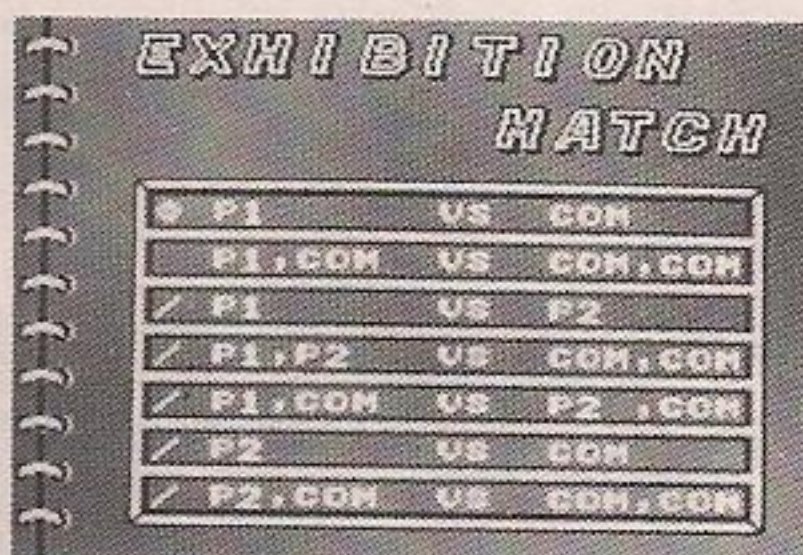 EXHIBITION
MATCH
P1 VS COM
P1,COM VS COM,COM
/ P1 VS P2
/ P1,P2 VS COM,COM
/ P1,COM VS P2 ,COM
/ P2 VS COM
/ P2,COM VS COM,COM